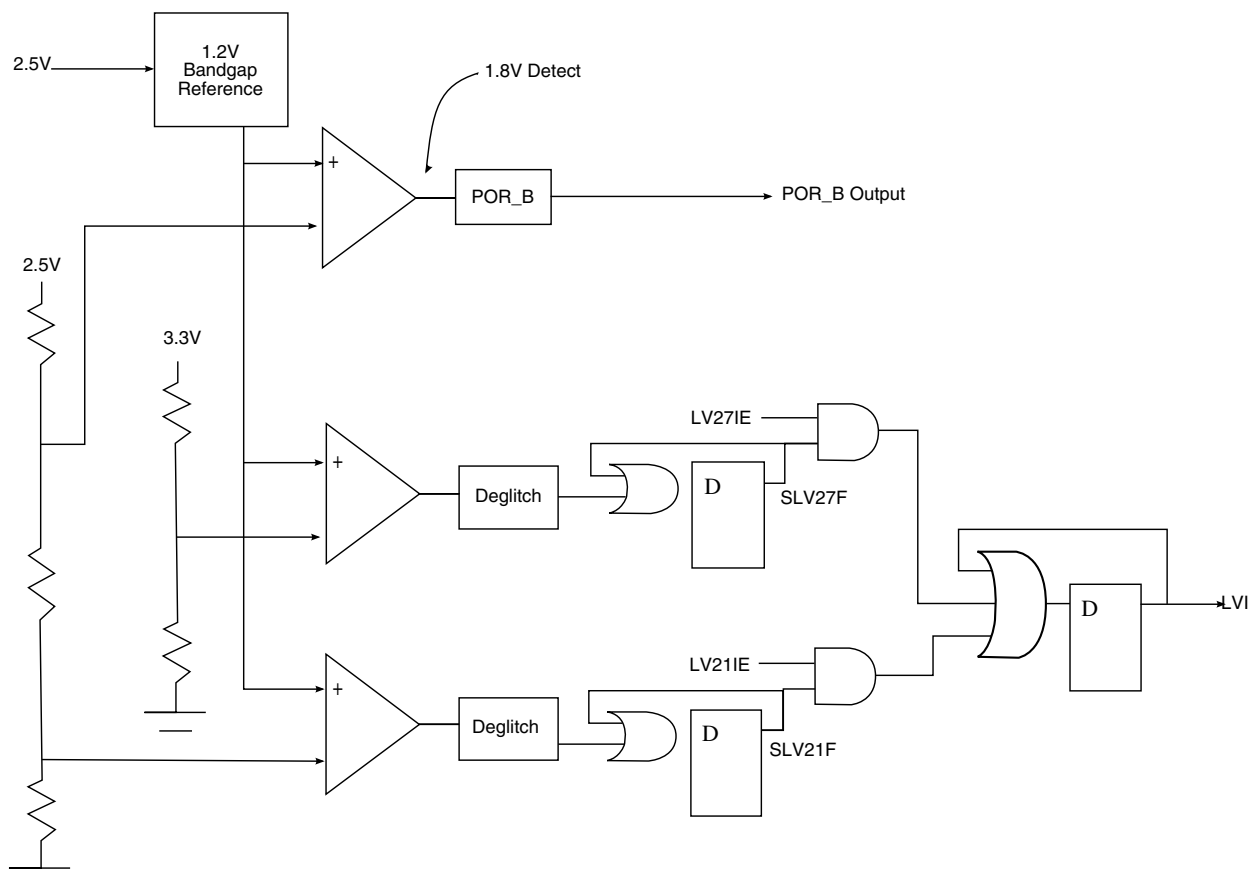 1.2V
Bandgap
Reference
2.5V
1.8V Detect
+
POR_B
POR_B Output
2.5V
3.3V
LV27IE
+
Deglitch
D
SLV27F
D
LVI
LV21IE
+
Deglitch
D
SLV21F